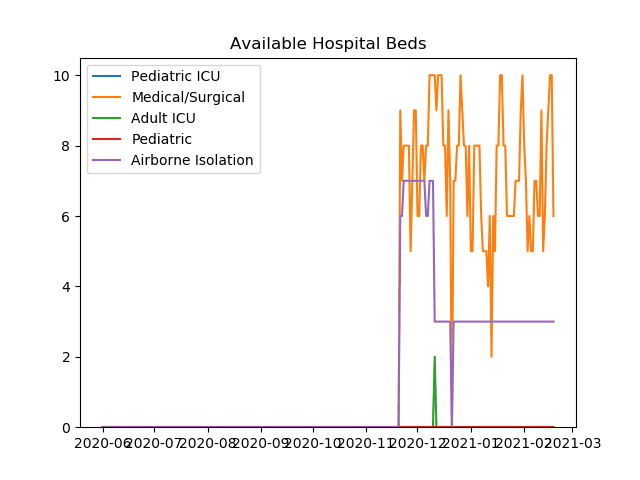 Available Hospital Beds
Pediatric ICU
Medical/Surgical
Adult ICU
Pediatric
Airborne Isolation
10
8
6
4
2
0
2020-06 2020-07 2020-08 2020-09 2020-10 2020-11 2020-12 2021-01 2021-02 2021-03